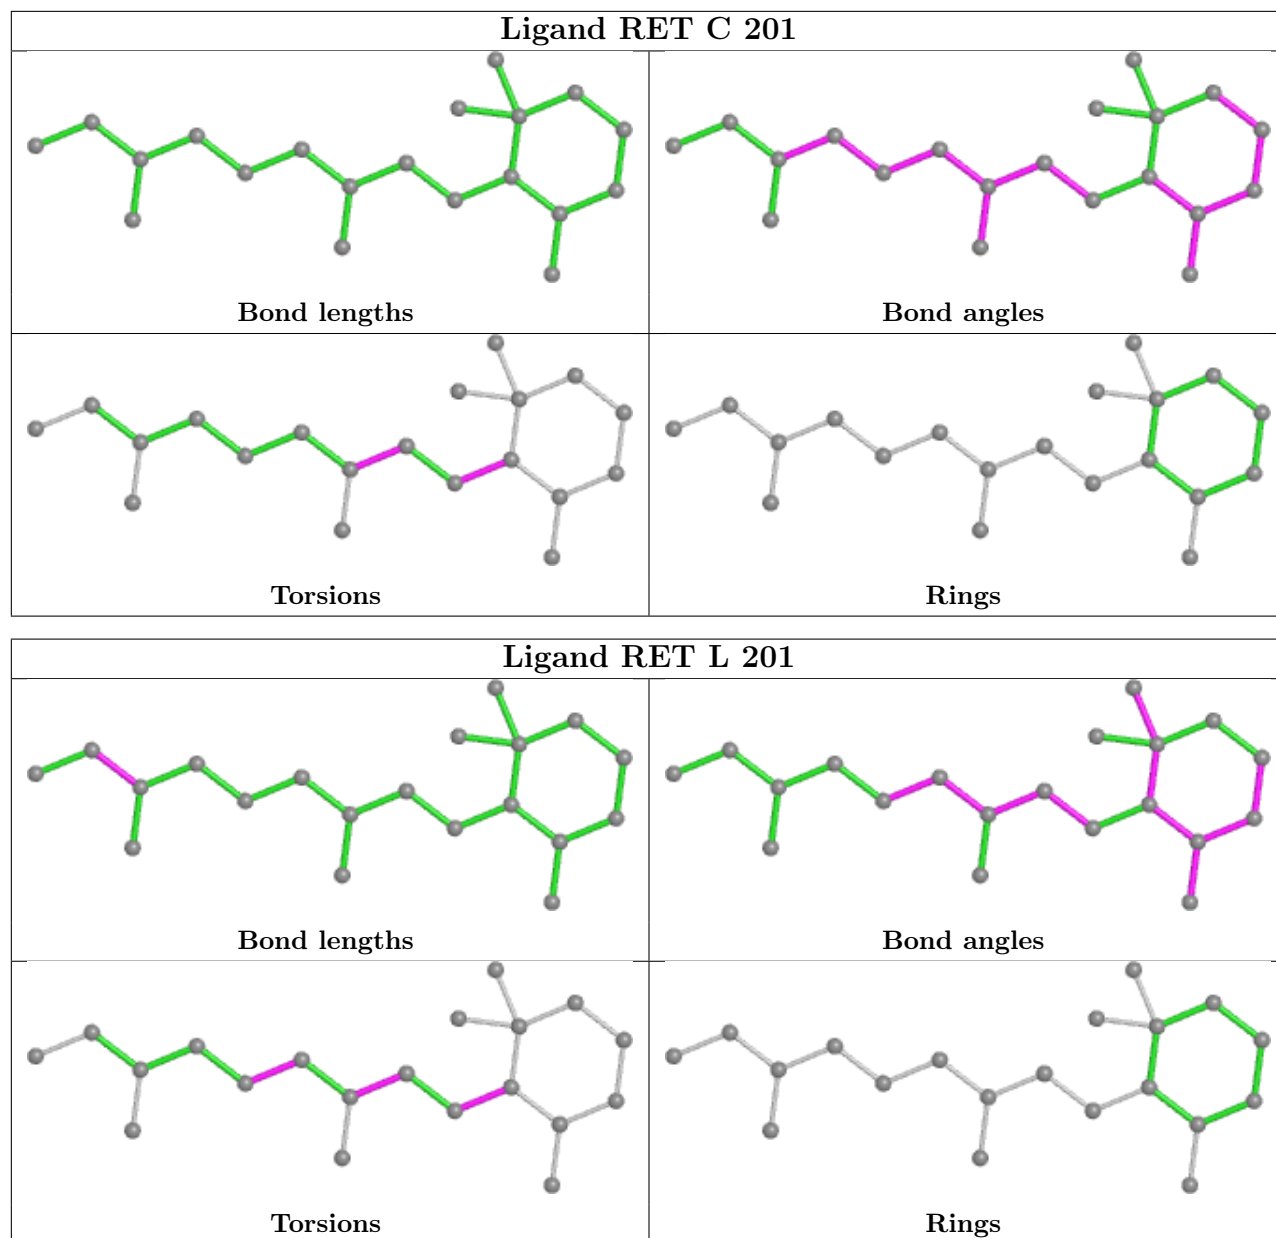 Ligand RET C 201
Bond lengths
Bond angles
Torsions
Rings
Ligand RET L 201
Bond lengths
Bond angles
Torsions
Rings